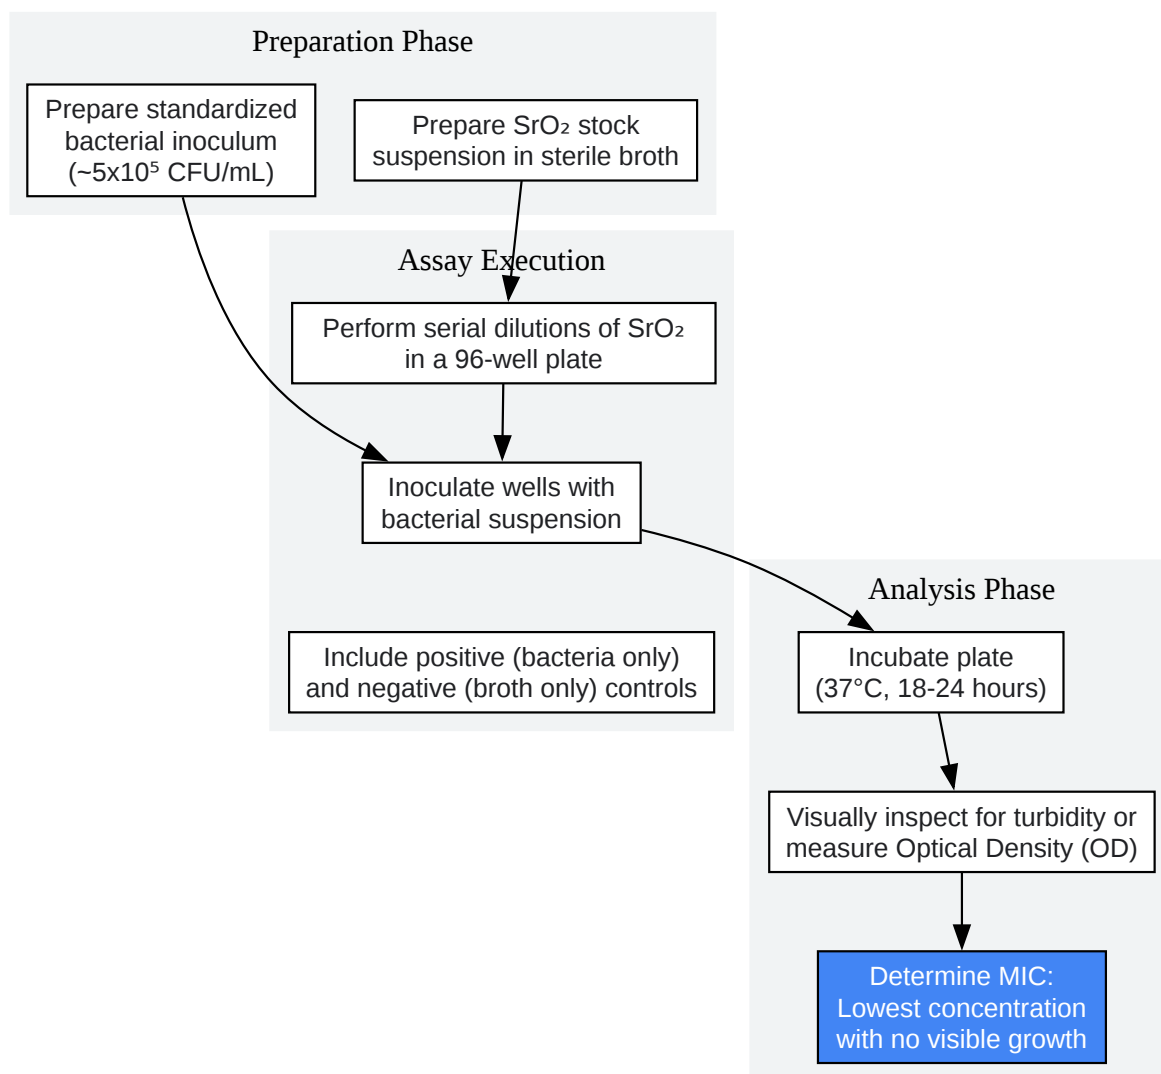 Preparation Phase
Prepare standardized
bacterial inoculum
(~5x10⁵ CFU/mL)
Prepare SrO₂ stock
suspension in sterile broth
Assay Execution
Perform serial dilutions of SrO₂
in a 96-well plate
Inoculate wells with
bacterial suspension
Include positive (bacteria only)
and negative (broth only) controls
Analysis Phase
Incubate plate
(37°C, 18-24 hours)
Visually inspect for turbidity or
measure Optical Density (OD)
Determine MIC:
Lowest concentration
with no visible growth